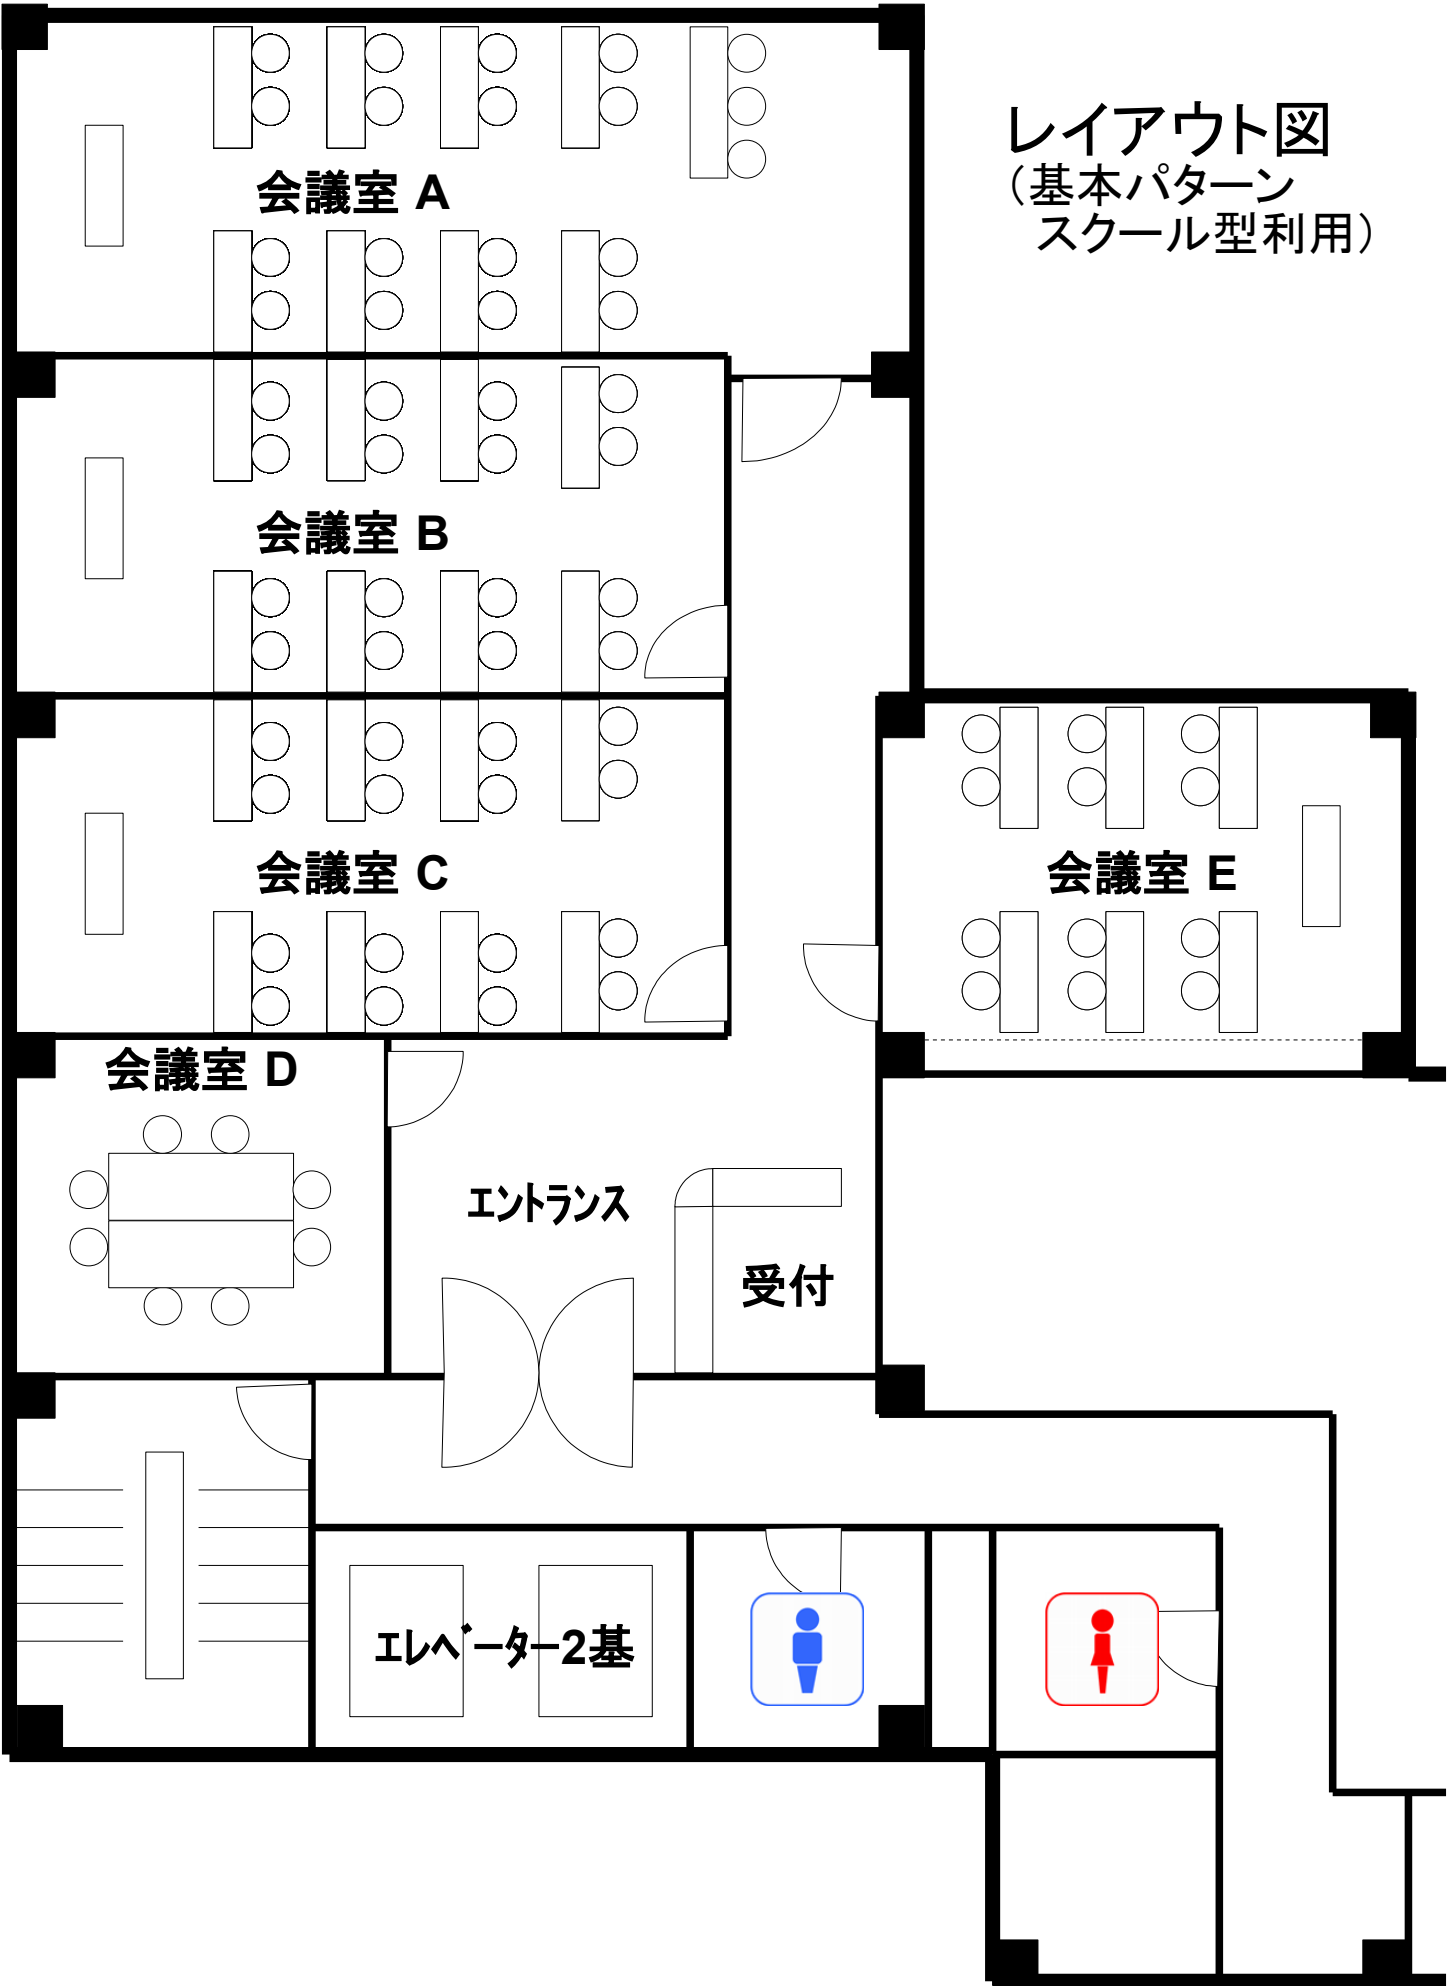 レイアウト図
（基本パターン
スクール型利用）
会議室 A
会議室 B
会議室 C
会議室 E
会議室 D
エントランス
受付
エレベーター2基